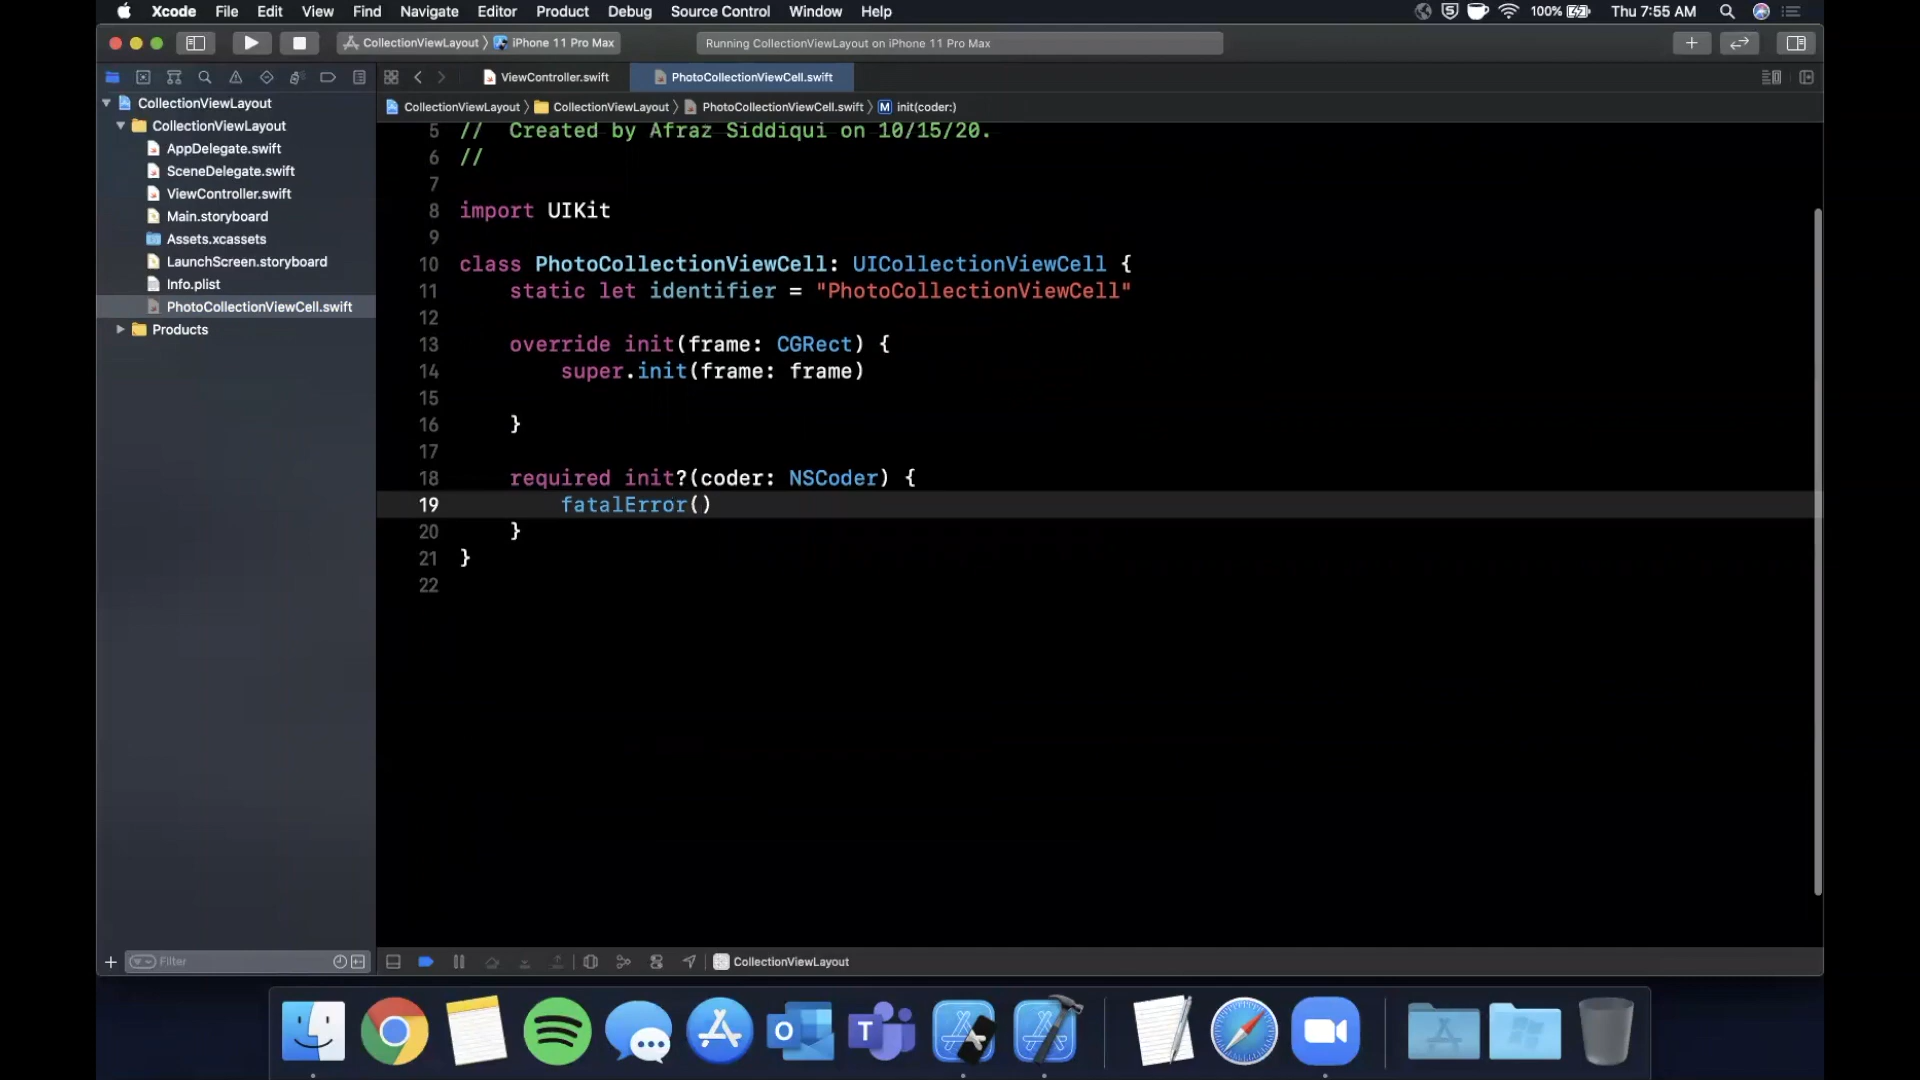 Xcode File Edit View Find Navigate Editor Product Debug Source Control Window Help 100% Thu 7:55 AM
CollectionViewLayout iPhone 11 Pro Max Running CollectionViewLayout on iPhone 11 Pro Max
ViewController.swift PhotoCollectionViewCell.swift
CollectionViewLayout CollectionViewLayout PhotoCollectionViewCell.swift M init(coder:)
CollectionViewLayout
CollectionViewLayout
AppDelegate.swift
SceneDelegate.swift
ViewController.swift
Main.storyboard
Assets.xcassets
LaunchScreen.storyboard
Info.plist
PhotoCollectionViewCell.swift
Products
5 //  Created by Afraz Siddiqui on 10/15/20.
6 //
7
8 import UIKit
9
10 class PhotoCollectionViewCell: UICollectionViewCell {
11     static let identifier = "PhotoCollectionViewCell"
12
13     override init(frame: CGRect) {
14         super.init(frame: frame)
15
16     }
17
18     required init?(coder: NSCoder) {
19         fatalError()
20     }
21 }
22
Filter CollectionViewLayout